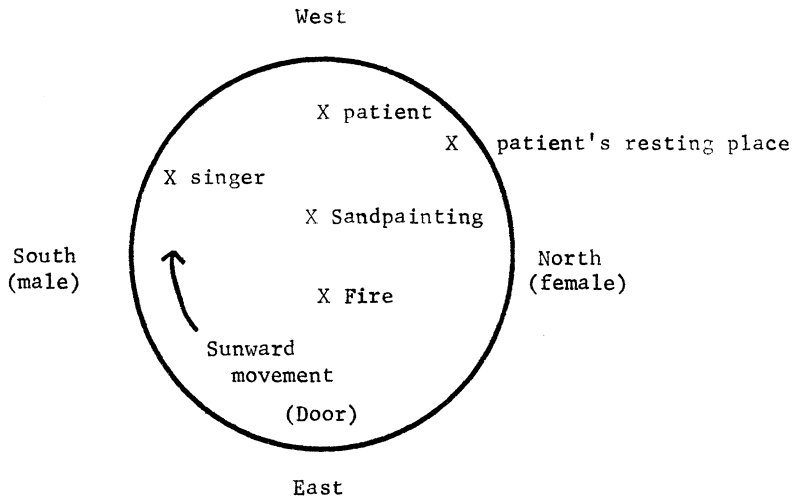 West
X patient
X patient's resting place
X singer
X Sandpainting
South
(male)
North
(female)
X Fire
Sunward
movement
(Door)
East